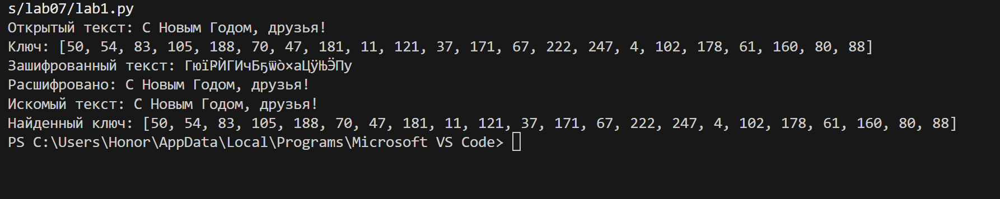 s/lab07/lab1.py
Открытый текст: С Новым Годом, друзья!
Ключ: [50, 54, 83, 105, 188, 70, 47, 181, 11, 121, 37, 171, 67, 222, 247, 4, 102, 178, 61, 160, 80, 88]
Зашифрованный текст: ГюїҎЍГИчБҕѿò×аЦӱЊӬПy
Расшифровано: С Новым Годом, друзья!
Искомый текст: С Новым Годом, друзья!
Найденный ключ: [50, 54, 83, 105, 188, 70, 47, 181, 11, 121, 37, 171, 67, 222, 247, 4, 102, 178, 61, 160, 80, 88]
PS C:\Users\Honor\AppData\Local\Programs\Microsoft VS Code>